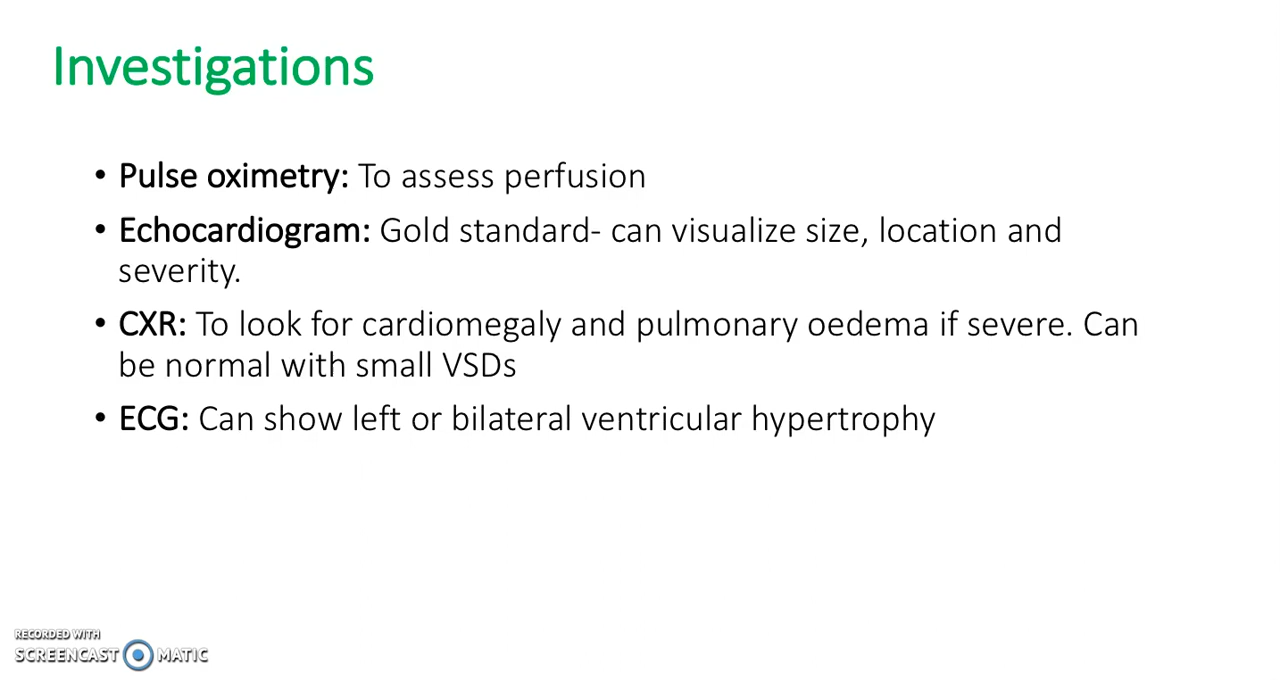 Investigations
• Pulse oximetry: To assess perfusion
• Echocardiogram: Gold standard- can visualize size, location and
severity.
• CXR: To look for cardiomegaly and pulmonary oedema if severe. Can
be normal with small VSDs
• ECG: Can show left or bilateral ventricular hypertrophy
RECORDED WITH
SCREENCAST MATIC